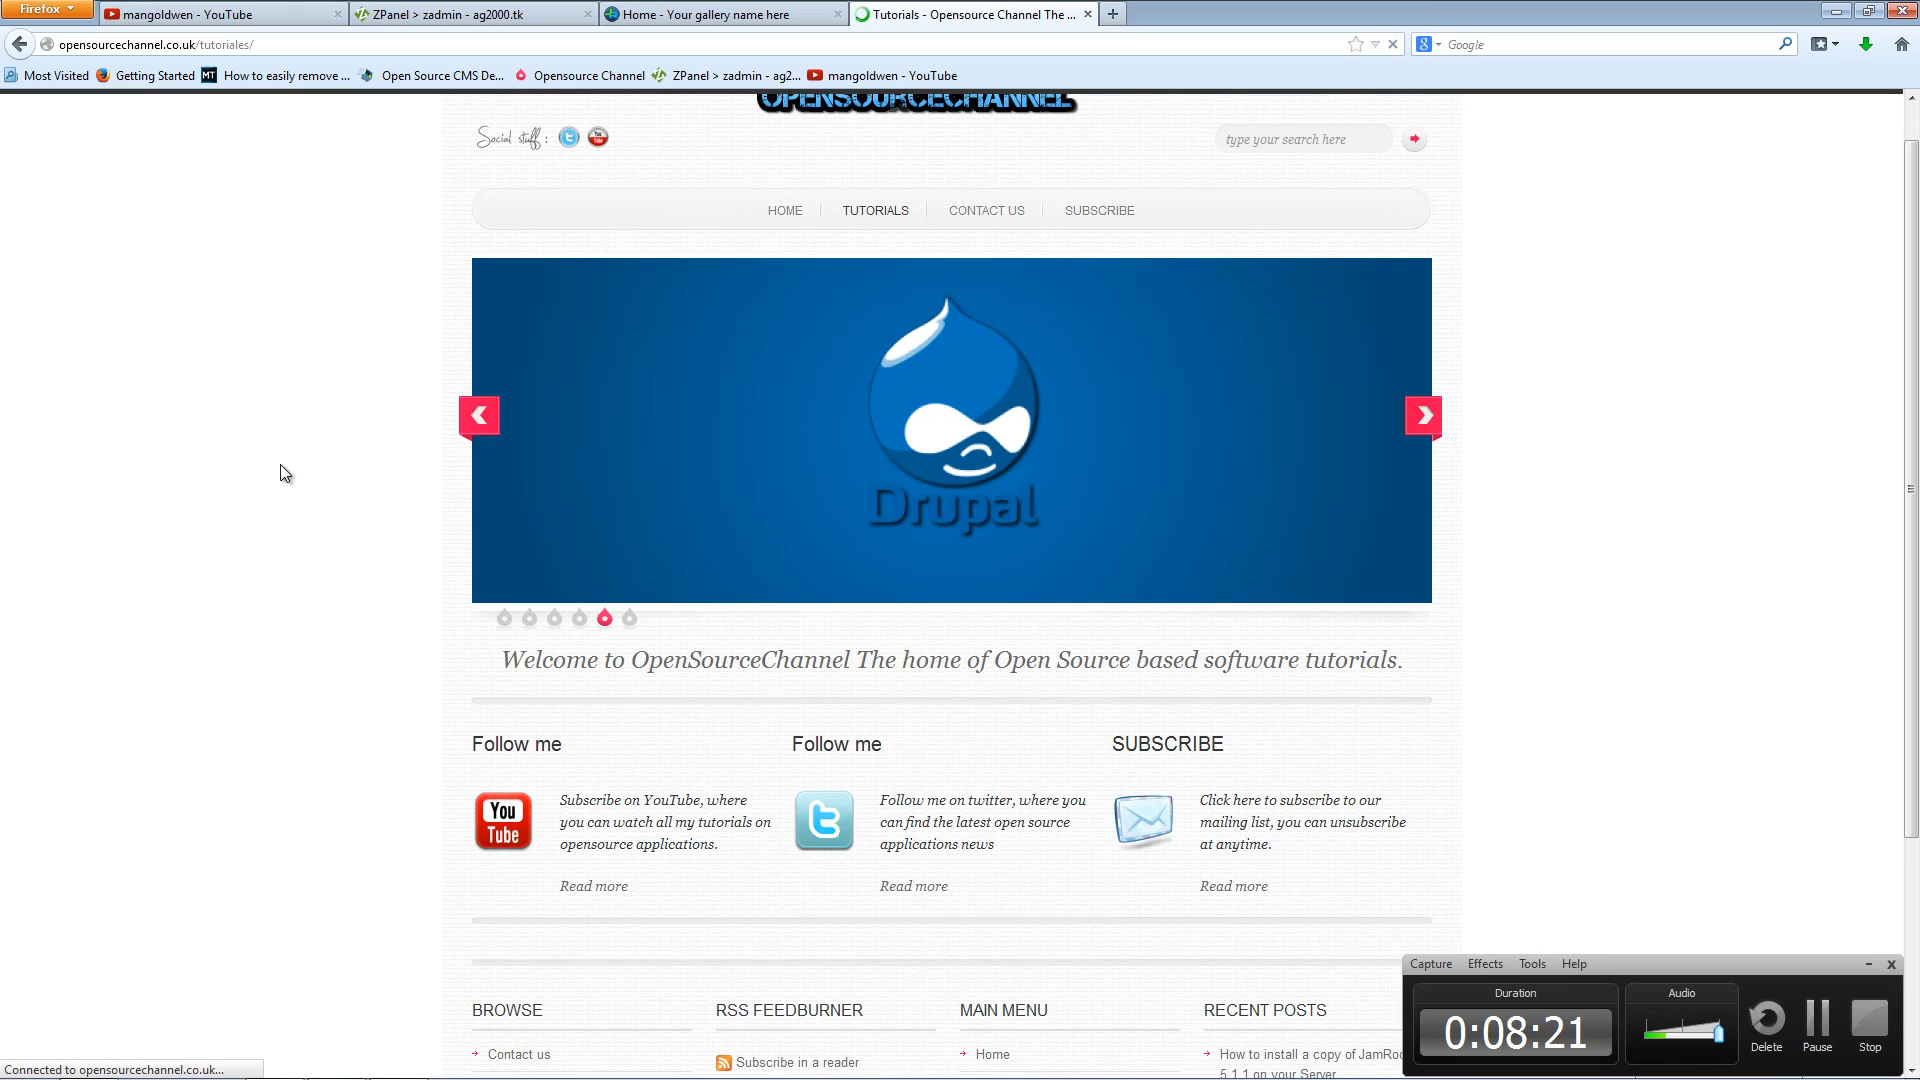 Firefox
mangoldwen - YouTube
ZPanel > zadmin - ag2000.tk
Home - Your gallery name here
Tutorials - Opensource Channel The ...
opensourcechannel.co.uk/tutoriales/
Google
Most Visited
Getting Started
How to easily remove ...
Open Source CMS De...
Opensource Channel
ZPanel > zadmin - ag2...
mangoldwen - YouTube
OPENSOURCECHANNEL
Social stuff :
type your search here
HOME
TUTORIALS
CONTACT US
SUBSCRIBE
Drupal
Welcome to OpenSourceChannel The home of Open Source based software tutorials.
Follow me
Follow me
SUBSCRIBE
You
Tube
Subscribe on YouTube, where
you can watch all my tutorials on
opensource applications.
Read more
Follow me on twitter, where you
can find the latest open source
applications news
Read more
Click here to subscribe to our
mailing list, you can unsubscribe
at anytime.
Read more
BROWSE
RSS FEEDBURNER
MAIN MENU
RECENT POSTS
Contact us
Subscribe in a reader
Home
How to install a copy of JamRoo
5.1.1 on your Server
Connected to opensourcechannel.co.uk...
Capture
Effects
Tools
Help
Duration
0:08:21
Audio
Delete
Pause
Stop